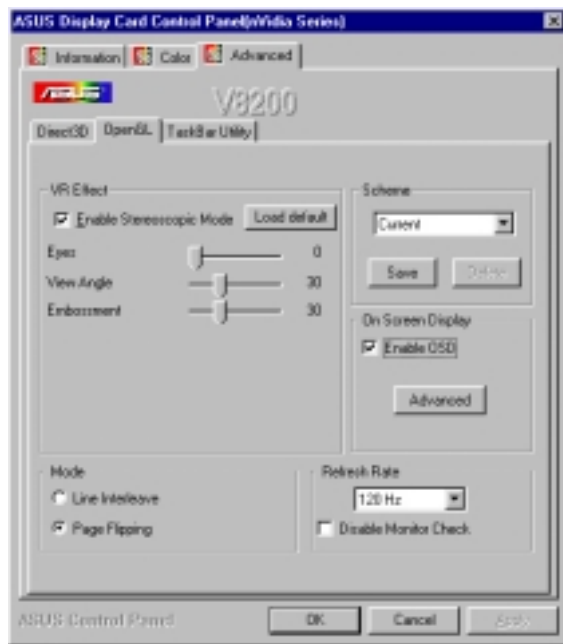 ASUS Display Card Control Panel(nVidia Series)
Information Color Advanced
ASUS
V8200
Direct3D OpenGL TaskBar Utility
VR Effect
Enable Stereoscopic Mode Load default
Eyes 0
View Angle 30
Embossment 30
Scheme
Current
Save Delete
On Screen Display
Enable OSD
Advanced
Mode
Line Interleave
Page Flipping
Refresh Rate
120 Hz
Disable Monitor Check
ASUS Control Panel OK Cancel Apply